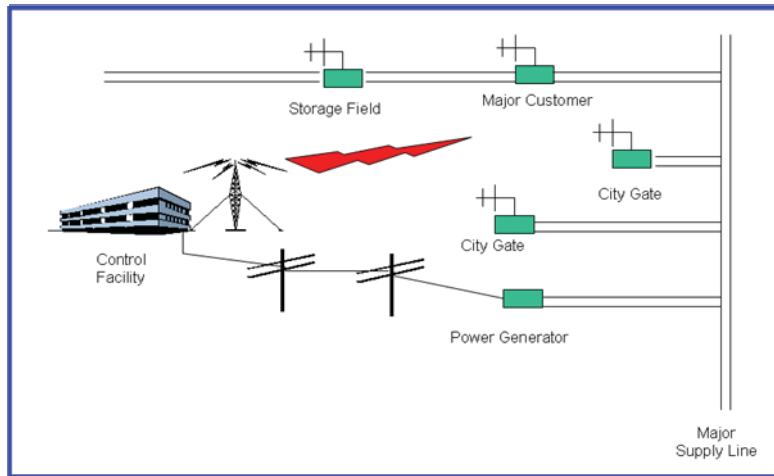 Storage Field
Major Customer
City Gate
City Gate
Control
Facility
Power Generator
Major
Supply Line